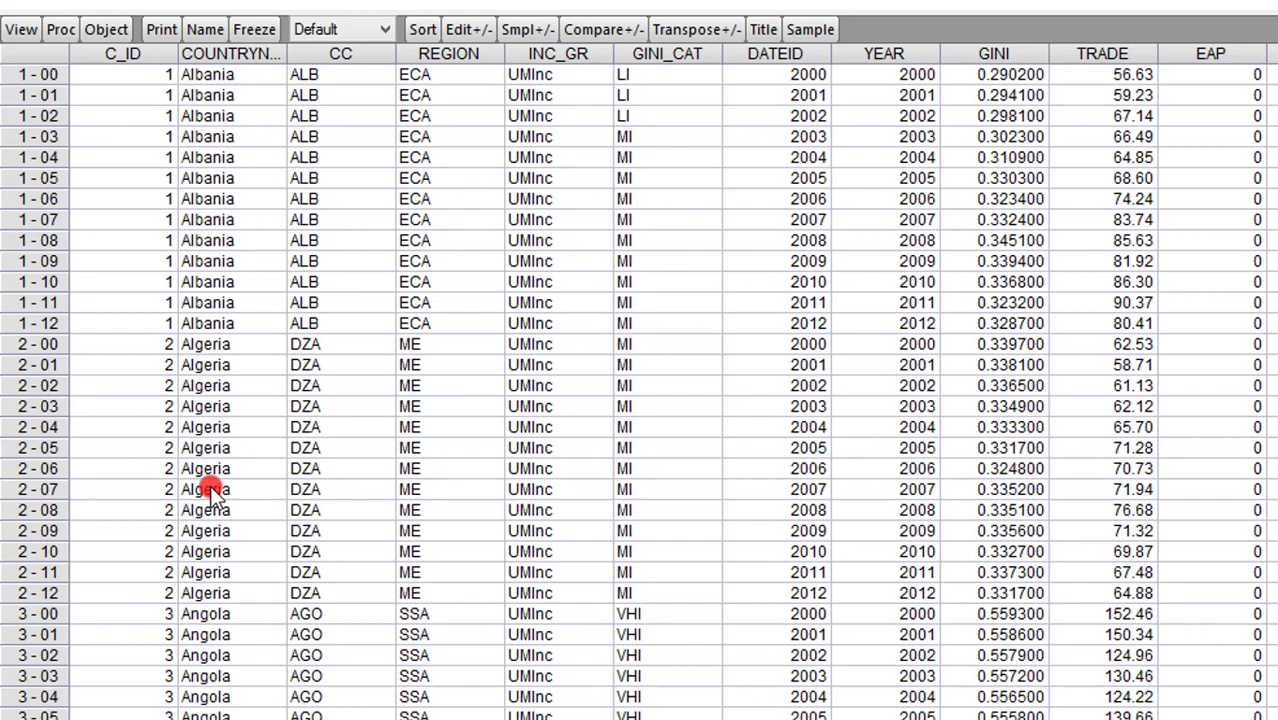 View Proc Object Print Name Freeze Default Sort Edit+/- Smpl+/- Compare+/- Transpose+/- Title Sample
C_ID COUNTRYN... CC REGION INC_GR GINI_CAT DATEID YEAR GINI TRADE EAP
1 - 00 1 Albania ALB ECA UMInc LI 2000 2000 0.290200 56.63 0
1 - 01 1 Albania ALB ECA UMInc LI 2001 2001 0.294100 59.23 0
1 - 02 1 Albania ALB ECA UMInc LI 2002 2002 0.298100 67.14 0
1 - 03 1 Albania ALB ECA UMInc MI 2003 2003 0.302300 66.49 0
1 - 04 1 Albania ALB ECA UMInc MI 2004 2004 0.310900 64.85 0
1 - 05 1 Albania ALB ECA UMInc MI 2005 2005 0.330300 68.60 0
1 - 06 1 Albania ALB ECA UMInc MI 2006 2006 0.323400 74.24 0
1 - 07 1 Albania ALB ECA UMInc MI 2007 2007 0.332400 83.74 0
1 - 08 1 Albania ALB ECA UMInc MI 2008 2008 0.345100 85.63 0
1 - 09 1 Albania ALB ECA UMInc MI 2009 2009 0.339400 81.92 0
1 - 10 1 Albania ALB ECA UMInc MI 2010 2010 0.336800 86.30 0
1 - 11 1 Albania ALB ECA UMInc MI 2011 2011 0.323200 90.37 0
1 - 12 1 Albania ALB ECA UMInc MI 2012 2012 0.328700 80.41 0
2 - 00 2 Algeria DZA ME UMInc MI 2000 2000 0.339700 62.53 0
2 - 01 2 Algeria DZA ME UMInc MI 2001 2001 0.338100 58.71 0
2 - 02 2 Algeria DZA ME UMInc MI 2002 2002 0.336500 61.13 0
2 - 03 2 Algeria DZA ME UMInc MI 2003 2003 0.334900 62.12 0
2 - 04 2 Algeria DZA ME UMInc MI 2004 2004 0.333300 65.70 0
2 - 05 2 Algeria DZA ME UMInc MI 2005 2005 0.331700 71.28 0
2 - 06 2 Algeria DZA ME UMInc MI 2006 2006 0.324800 70.73 0
2 - 07 2 Algeria DZA ME UMInc MI 2007 2007 0.335200 71.94 0
2 - 08 2 Algeria DZA ME UMInc MI 2008 2008 0.335100 76.68 0
2 - 09 2 Algeria DZA ME UMInc MI 2009 2009 0.335600 71.32 0
2 - 10 2 Algeria DZA ME UMInc MI 2010 2010 0.332700 69.87 0
2 - 11 2 Algeria DZA ME UMInc MI 2011 2011 0.337300 67.48 0
2 - 12 2 Algeria DZA ME UMInc MI 2012 2012 0.331700 64.88 0
3 - 00 3 Angola AGO SSA UMInc VHI 2000 2000 0.559300 152.46 0
3 - 01 3 Angola AGO SSA UMInc VHI 2001 2001 0.558600 150.34 0
3 - 02 3 Angola AGO SSA UMInc VHI 2002 2002 0.557900 124.96 0
3 - 03 3 Angola AGO SSA UMInc VHI 2003 2003 0.557200 130.46 0
3 - 04 3 Angola AGO SSA UMInc VHI 2004 2004 0.556500 124.22 0
3 - 05 3 Angola AGO SSA UMInc VHI 2005 2005 0.555800 139.66 0